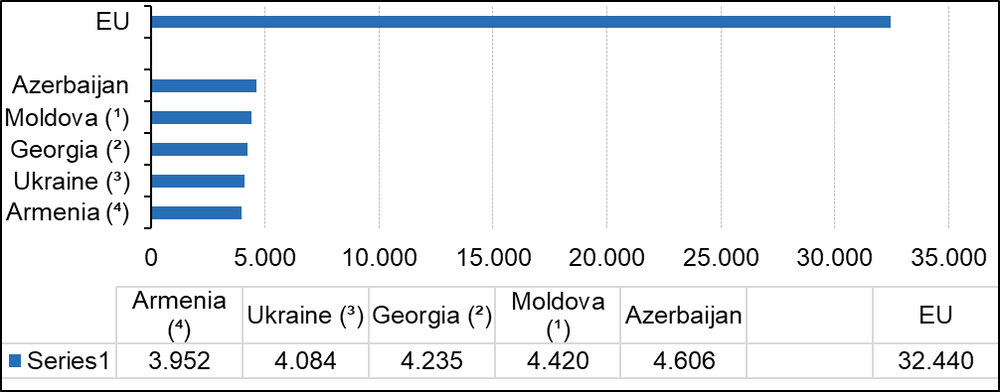 EU
Azerbaijan
Moldova (¹)
Georgia (²)
Ukraine (³)
Armenia (⁴)
0 5.000 10.000 15.000 20.000 25.000 30.000 35.000
Armenia (⁴) Ukraine (³) Georgia (²) Moldova (¹) Azerbaijan EU
Series1 3.952 4.084 4.235 4.420 4.606 32.440